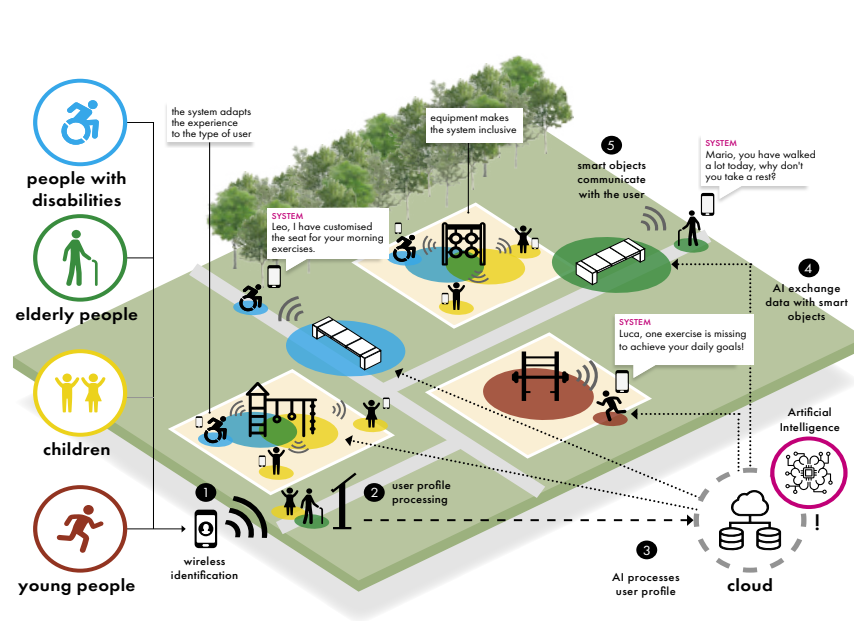 people with
disabilities
elderly people
children
young people
the system adapts
the experience
to the type of user
equipment makes
the system inclusive
5
smart objects
communicate
with the user
SYSTEM
Mario, you have walked
a lot today, why don't
you take a rest?
SYSTEM
Leo, I have customised
the seat for your morning
exercises.
4
AI exchange
data with smart
objects
SYSTEM
Luca, one exercise is missing
to achieve your daily goals!
Artificial
Intelligence
1
wireless
identification
2
user profile
processing
3
AI processes
user profile
cloud
!